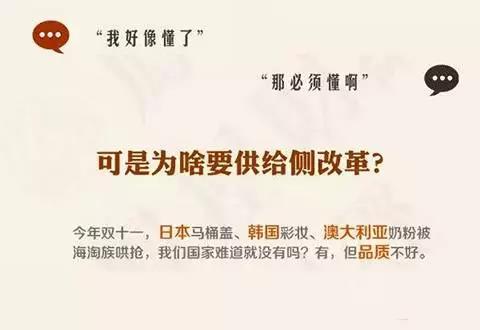 “我好像懂了”
“那必须懂啊”
可是为啥要供给侧改革?
今年双十一，日本马桶盖、韩国彩妆、澳大利亚奶粉被
海淘族哄抢，我们国家难道就没有吗？有，但品质不好。